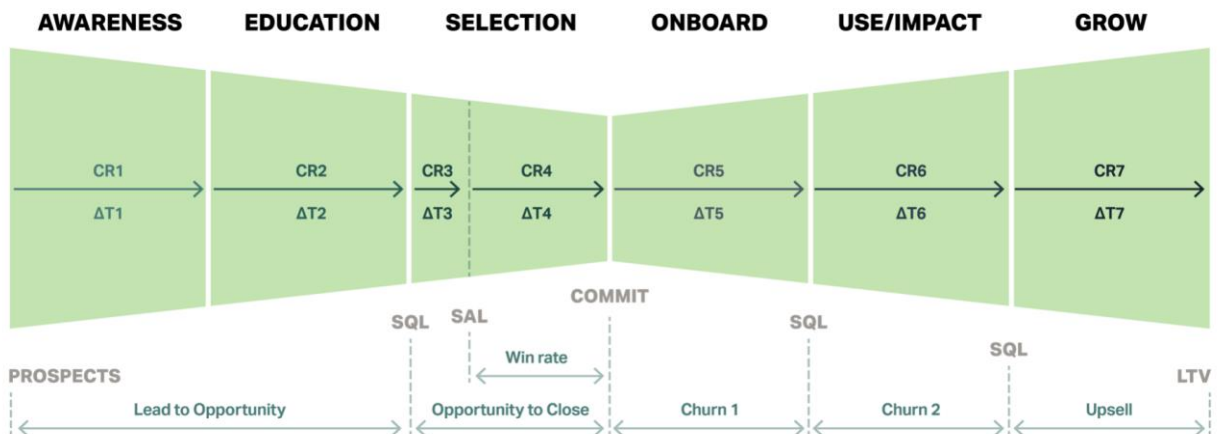 AWARENESS EDUCATION SELECTION ONBOARD USE/IMPACT GROW
CR1 CR2 CR3 CR4 CR5 CR6 CR7
ΔT1 ΔT2 ΔT3 ΔT4 ΔT5 ΔT6 ΔT7
COMMIT
SQL SAL SQL
SQL
Win rate
PROSPECTS LTV
Lead to Opportunity Opportunity to Close Churn 1 Churn 2 Upsell